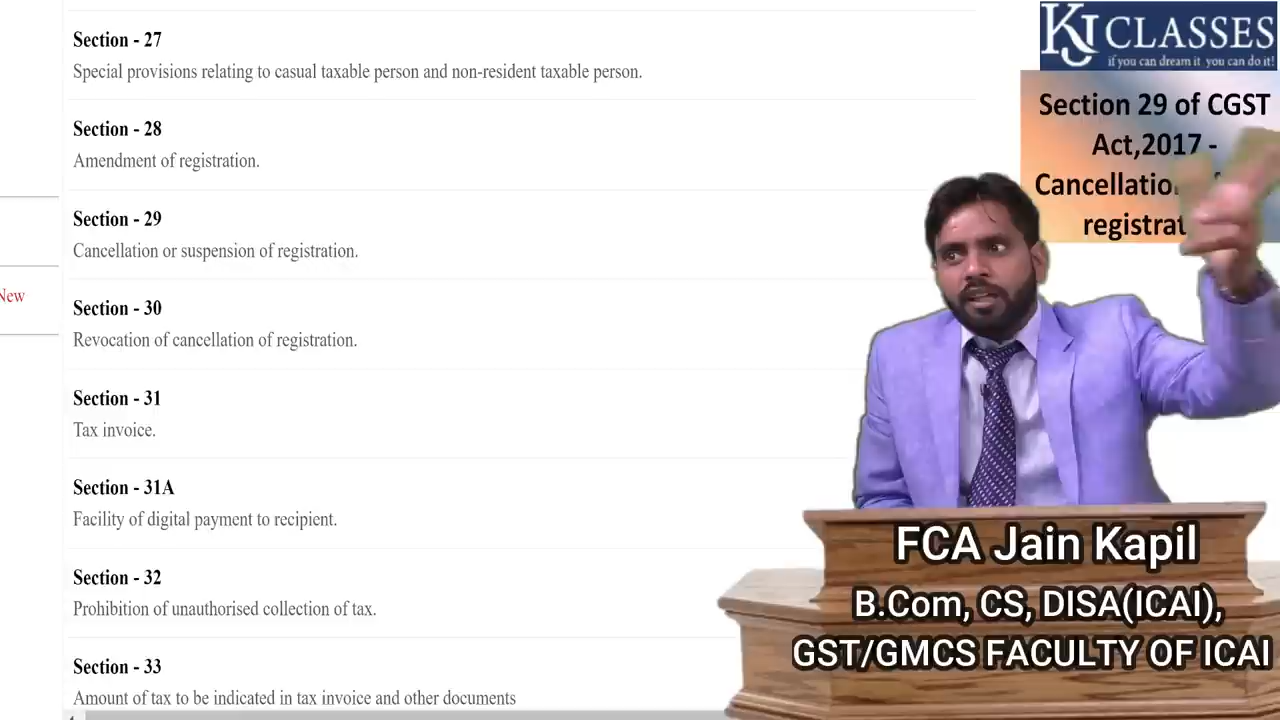 Section - 27
Special provisions relating to casual taxable person and non-resident taxable person.
Section - 28
Amendment of registration.
Section - 29
Cancellation or suspension of registration.
New
Section - 30
Revocation of cancellation of registration.
Section - 31
Tax invoice.
Section - 31A
Facility of digital payment to recipient.
Section - 32
Prohibition of unauthorised collection of tax.
Section - 33
Amount of tax to be indicated in tax invoice and other documents
KJ CLASSES
if you can dream it you can do it!
Section 29 of CGST
Act,2017 -
Cancellatio
registrat
FCA Jain Kapil
B.Com, CS, DISA(ICAI),
GST/GMCS FACULTY OF ICAI